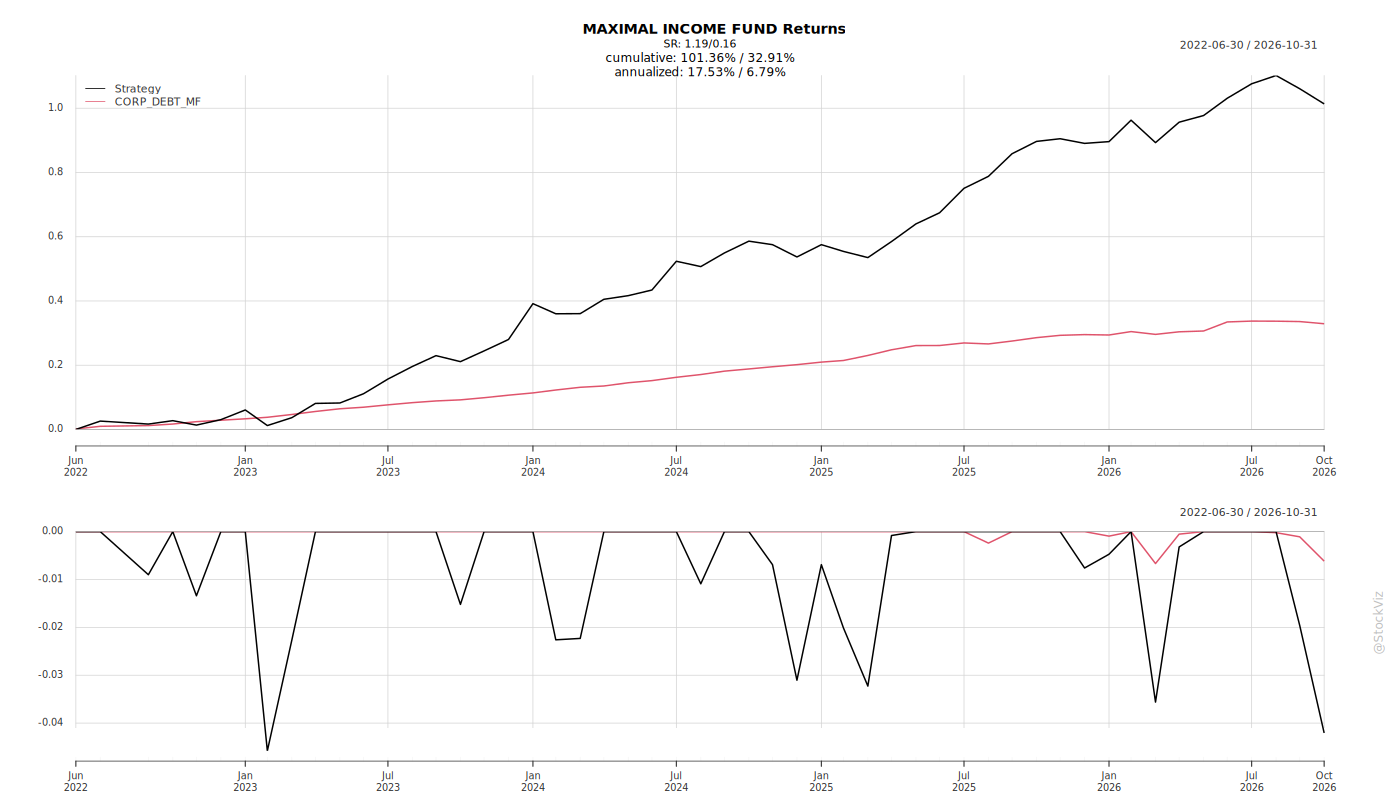 MAXIMAL INCOME FUND Returns
SR: 1.19/0.16
cumulative: 101.36% / 32.91%
annualized: 17.53% / 6.79%
2022-06-30 / 2026-10-31
Strategy
CORP_DEBT_MF
1.0
0.8
0.6
0.4
0.2
0.0
Jun Jan Jul Jan Jul Jan Jul Jan Jul Oct
2022 2023 2023 2024 2024 2025 2025 2026 2026 2026
2022-06-30 / 2026-10-31
0.00
-0.01
-0.02
-0.03
-0.04
Jun Jan Jul Jan Jul Jan Jul Jan Jul Oct
2022 2023 2023 2024 2024 2025 2025 2026 2026 2026
@StockViz